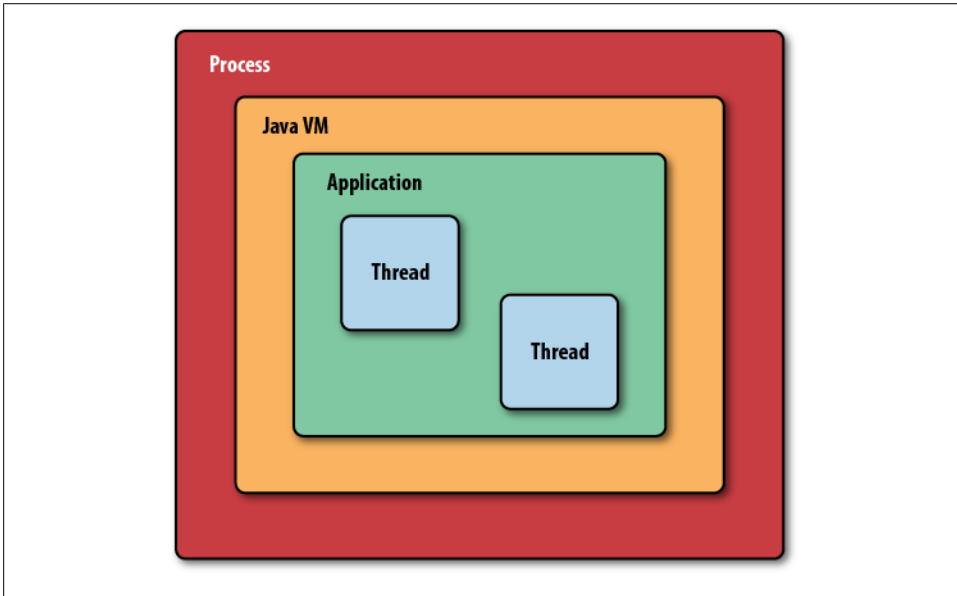 Process
Java VM
Application
Thread
Thread